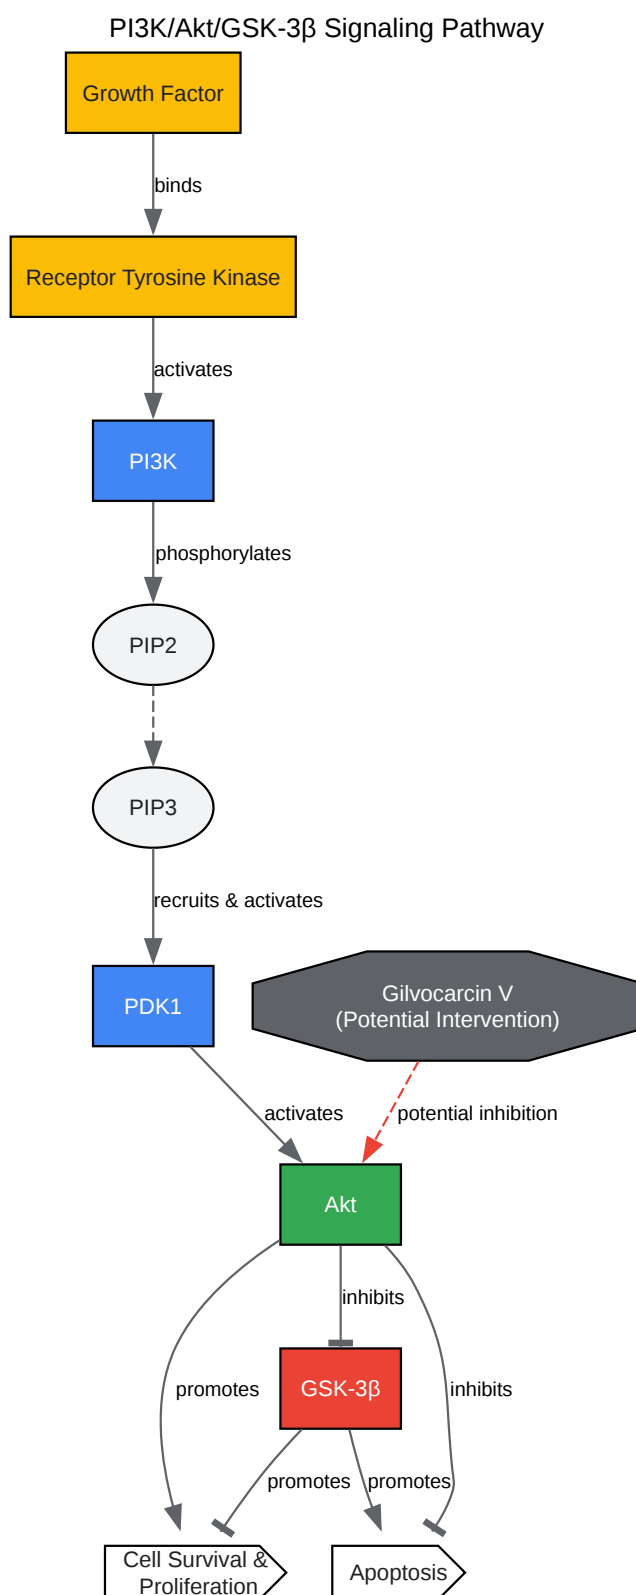 PI3K/Akt/GSK-3β Signaling Pathway
Growth Factor
binds
Receptor Tyrosine Kinase
activates
PI3K
phosphorylates
PIP2
PIP3
recruits & activates
PDK1
Gilvocarcin V
(Potential Intervention)
activates
potential inhibition
Akt
inhibits
promotes
GSK-3β
inhibits
promotes
promotes
Cell Survival &
Proliferation
Apoptosis